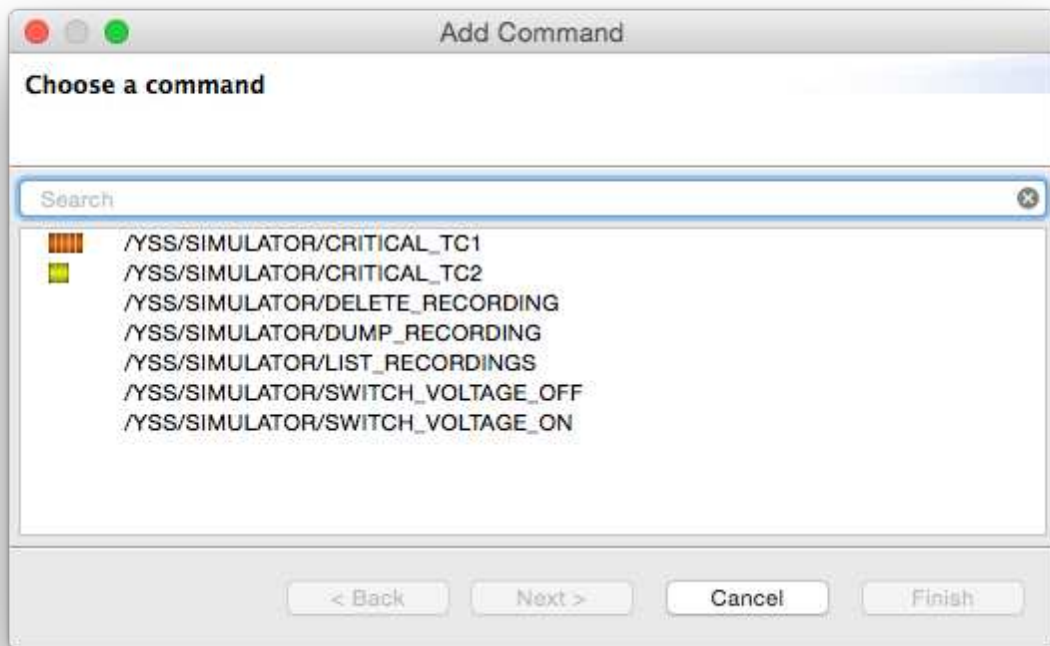 Add Command
Choose a command
Search
/YSS/SIMULATOR/CRITICAL_TC1
/YSS/SIMULATOR/CRITICAL_TC2
/YSS/SIMULATOR/DELETE_RECORDING
/YSS/SIMULATOR/DUMP_RECORDING
/YSS/SIMULATOR/LIST_RECORDINGS
/YSS/SIMULATOR/SWITCH_VOLTAGE_OFF
/YSS/SIMULATOR/SWITCH_VOLTAGE_ON
< Back Next > Cancel Finish